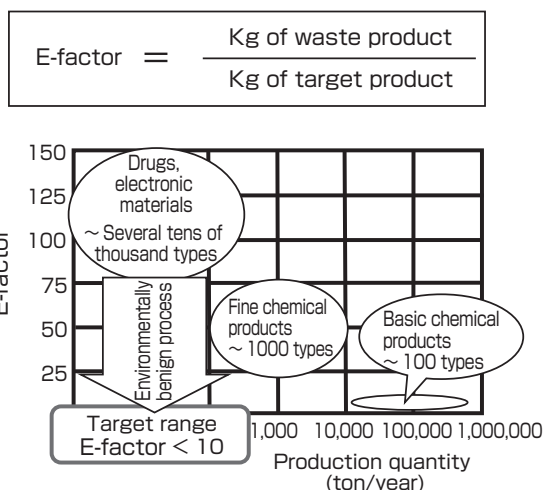 E-factor = Kg of waste product
Kg of target product
150
125
100
75
50
25
E-factor
Drugs,
electronic
materials
~ Several tens of
thousand types
Environmentally
benign process
Fine chemical
products
~ 1000 types
Basic chemical
products
~ 100 types
Target range
E-factor < 10
1,000 10,000 100,000 1,000,000
Production quantity
(ton/year)